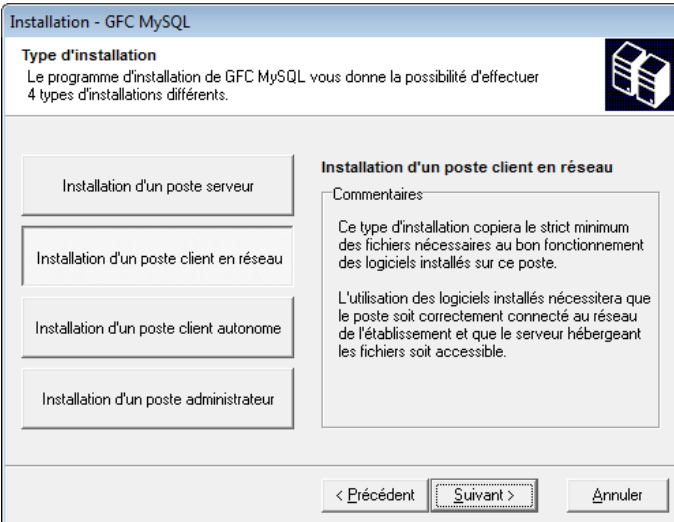 Installation - GFC MySQL
Type d'installation
Le programme d'installation de GFC MySQL vous donne la possibilité d'effectuer
4 types d'installations différents.
Installation d'un poste serveur
Installation d'un poste client en réseau
Installation d'un poste client autonome
Installation d'un poste administrateur
Installation d'un poste client en réseau
Commentaires
Ce type d'installation copiera le strict minimum
des fichiers nécessaires au bon fonctionnement
des logiciels installés sur ce poste.
L'utilisation des logiciels installés nécessitera que
le poste soit correctement connecté au réseau
de l'établissement et que le serveur hébergeant
les fichiers soit accessible.
< Précédent
Suivant >
Annuler